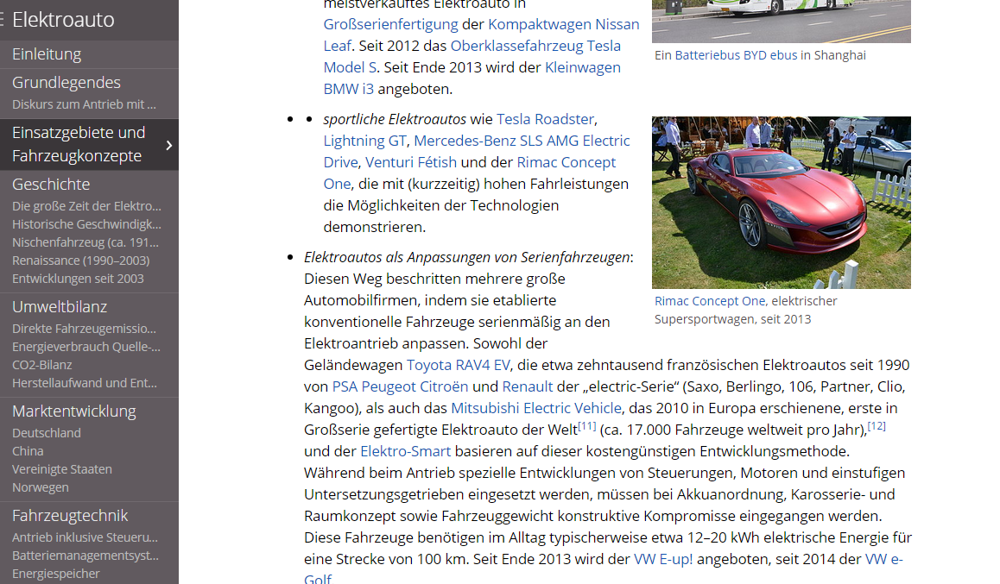 Elektroauto
Einleitung
Grundlegendes
Diskurs zum Antrieb mit ...
Einsatzgebiete und
Fahrzeugkonzepte
Geschichte
Die große Zeit der Elektro...
Historische Geschwindigk...
Nischenfahrzeug (ca. 191...
Renaissance (1990–2003)
Entwicklungen seit 2003
Umweltbilanz
Direkte Fahrzeugemissio...
Energieverbrauch Quelle-...
CO2-Bilanz
Herstellaufwand und Ent...
Marktentwicklung
Deutschland
China
Vereinigte Staaten
Norwegen
Fahrzeugtechnik
Antrieb inklusive Steueru...
Batteriemanagementsyst...
Energiespeicher
meistverkauftes Elektroauto in
Großserienfertigung der Kompaktwagen Nissan
Leaf. Seit 2012 das Oberklassefahrzeug Tesla
Model S. Seit Ende 2013 wird der Kleinwagen
BMW i3 angeboten.
• • sportliche Elektroautos wie Tesla Roadster,
Lightning GT, Mercedes-Benz SLS AMG Electric
Drive, Venturi Fétish und der Rimac Concept
One, die mit (kurzzeitig) hohen Fahrleistungen
die Möglichkeiten der Technologien
demonstrieren.
• Elektroautos als Anpassungen von Serienfahrzeugen:
Diesen Weg beschritten mehrere große
Automobilfirmen, indem sie etablierte
konventionelle Fahrzeuge serienmäßig an den
Elektroantrieb anpassen. Sowohl der
Geländewagen Toyota RAV4 EV, die etwa zehntausend französischen Elektroautos seit 1990
von PSA Peugeot Citroën und Renault der „electric-Serie“ (Saxo, Berlingo, 106, Partner, Clio,
Kangoo), als auch das Mitsubishi Electric Vehicle, das 2010 in Europa erschienene, erste in
Großserie gefertigte Elektroauto der Welt[11] (ca. 17.000 Fahrzeuge weltweit pro Jahr),[12]
und der Elektro-Smart basieren auf dieser kostengünstigen Entwicklungsmethode.
Während beim Antrieb spezielle Entwicklungen von Steuerungen, Motoren und einstufigen
Untersetzungsgetrieben eingesetzt werden, müssen bei Akkuanordnung, Karosserie- und
Raumkonzept sowie Fahrzeuggewicht konstruktive Kompromisse eingegangen werden.
Diese Fahrzeuge benötigen im Alltag typischerweise etwa 12–20 kWh elektrische Energie für
eine Strecke von 100 km. Seit Ende 2013 wird der VW E-up! angeboten, seit 2014 der VW e-
Golf
Ein Batteriebus BYD ebus in Shanghai
Rimac Concept One, elektrischer
Supersportwagen, seit 2013